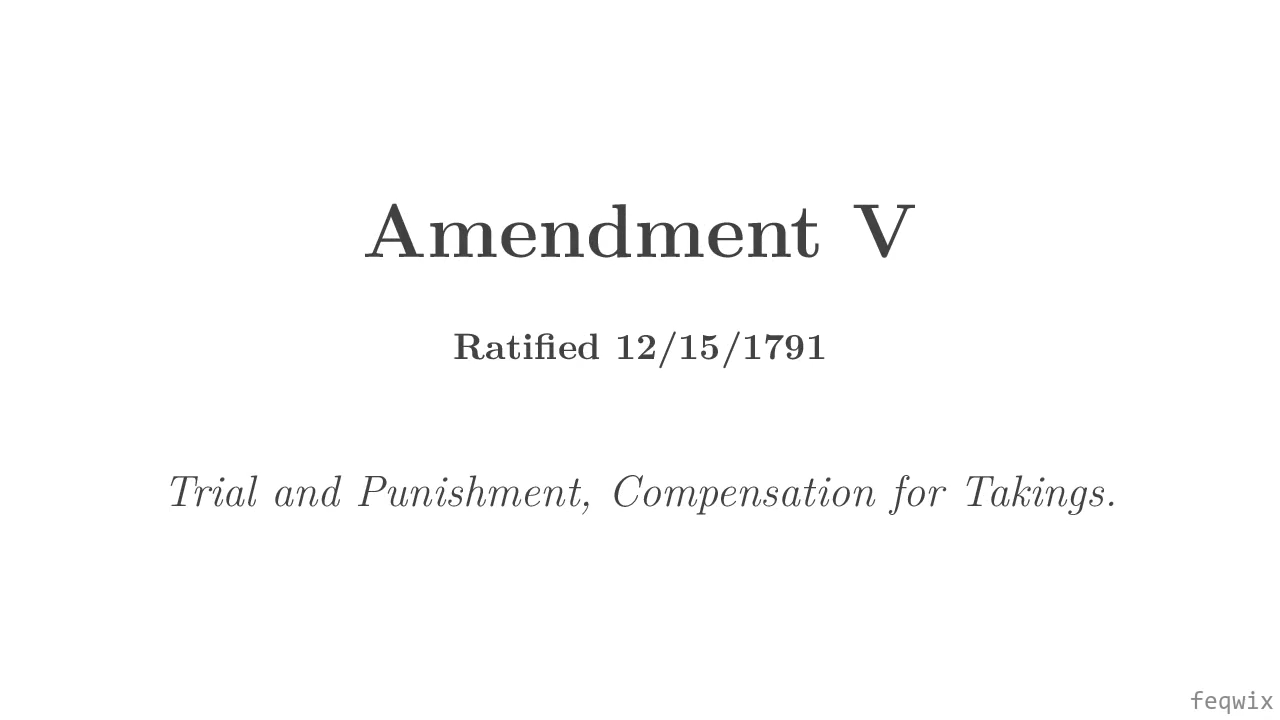 Amendment V
Ratified 12/15/1791
Trial and Punishment, Compensation for Takings.
feqwix